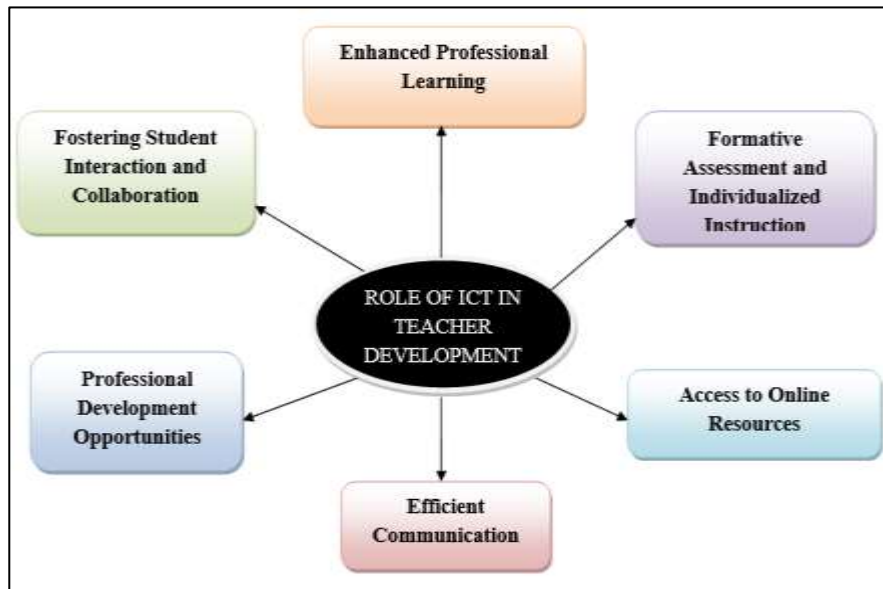 Enhanced Professional
Learning
Fostering Student
Interaction and
Collaboration
Formative
Assessment and
Individualized
Instruction
ROLE OF ICT IN
TEACHER
DEVELOPMENT
Professional
Development
Opportunities
Access to Online
Resources
Efficient
Communication